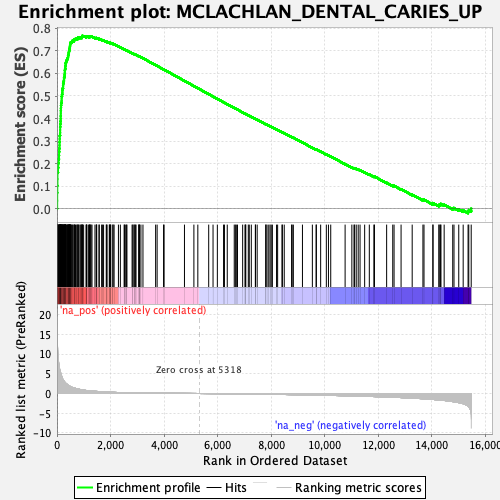 Enrichment plot: MCLACHLAN_DENTAL_CARIES_UP
Enrichment score (ES)
0.8
0.7
0.6
0.5
0.4
0.3
0.2
0.1
0.0
Ranked list metric (PreRanked)
20
15
10
5
0
-5
-10
'na_pos' (positively correlated)
Zero cross at 5318
'na_neg' (negatively correlated)
0 2,000 4,000 6,000 8,000 10,000 12,000 14,000 16,000
Rank in Ordered Dataset
Enrichment profile Hits Ranking metric scores